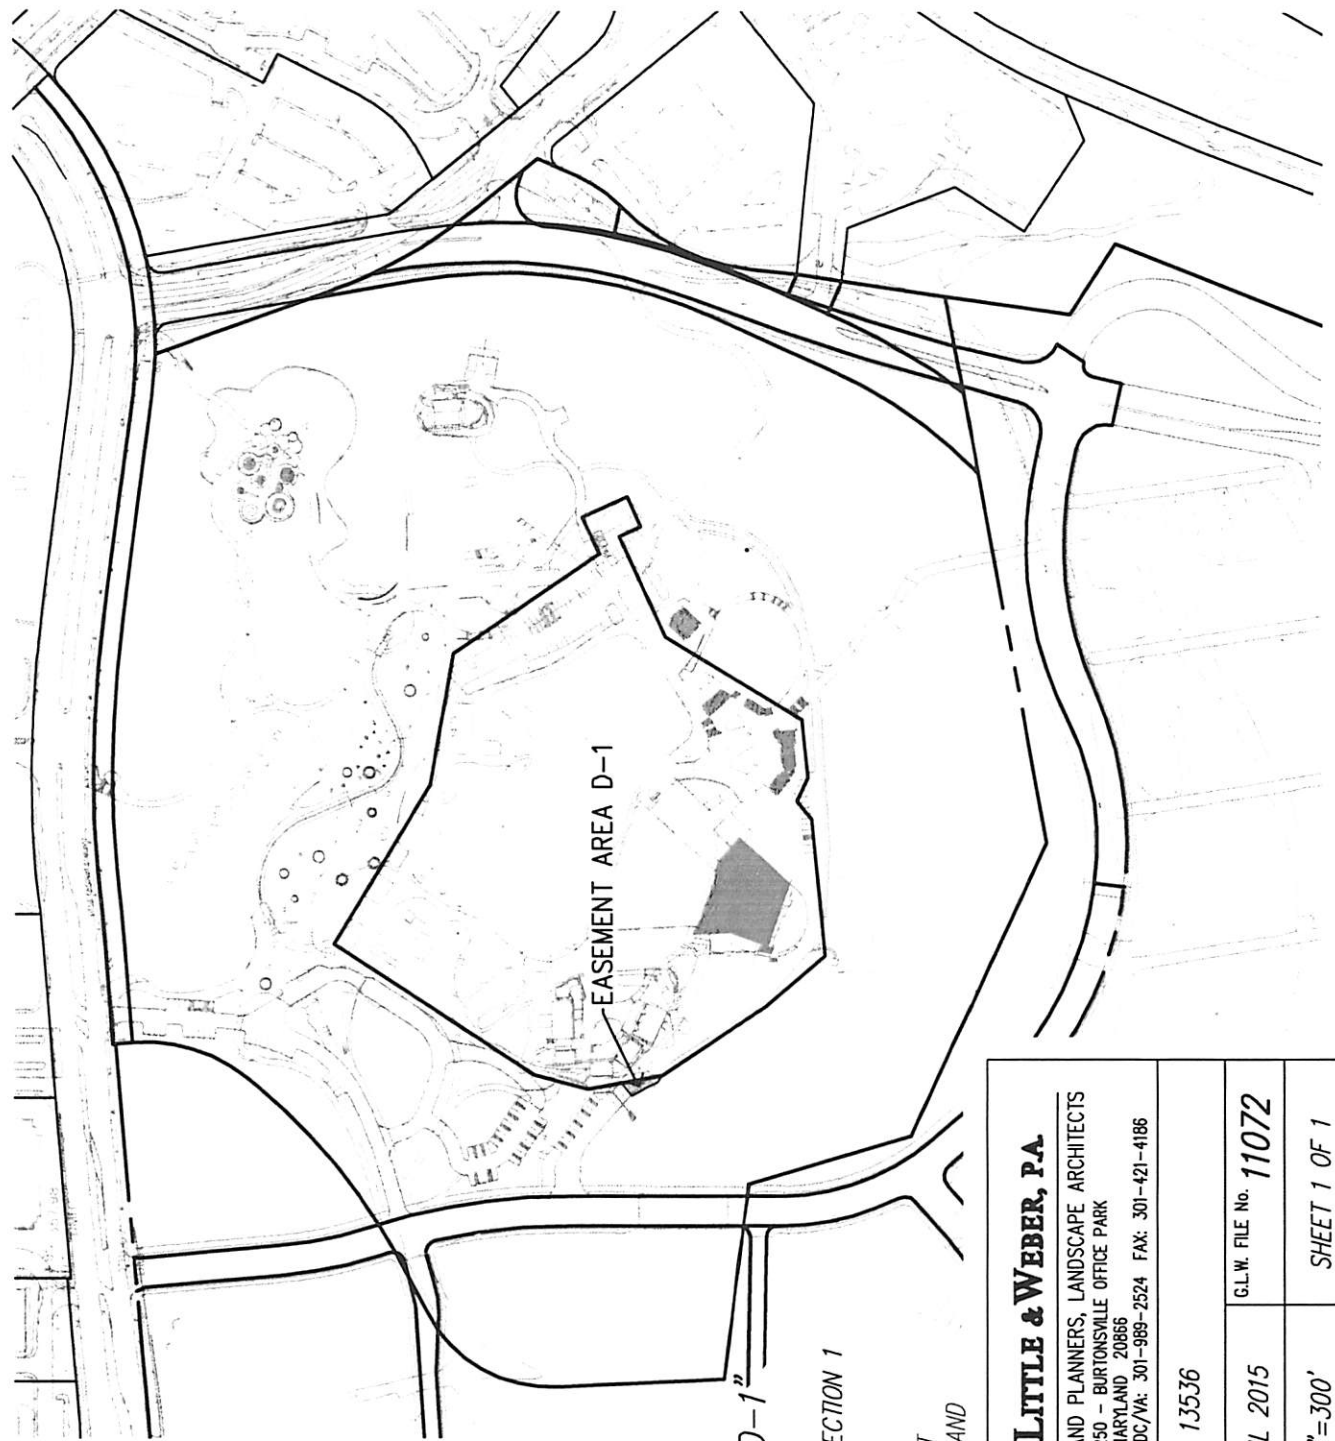 EASEMENT AREA D-1
D-1"
ECTION 1
T
AND
LITTLE & WEBER, P.A.
AND PLANNERS, LANDSCAPE ARCHITECTS
250 - BURTONSVILLE OFFICE PARK
MARYLAND 20866
DC/VA: 301-989-2524 FAX: 301-421-4186
13536
L 2015
G.L.W. FILE No. 11072
"=300'
SHEET 1 OF 1